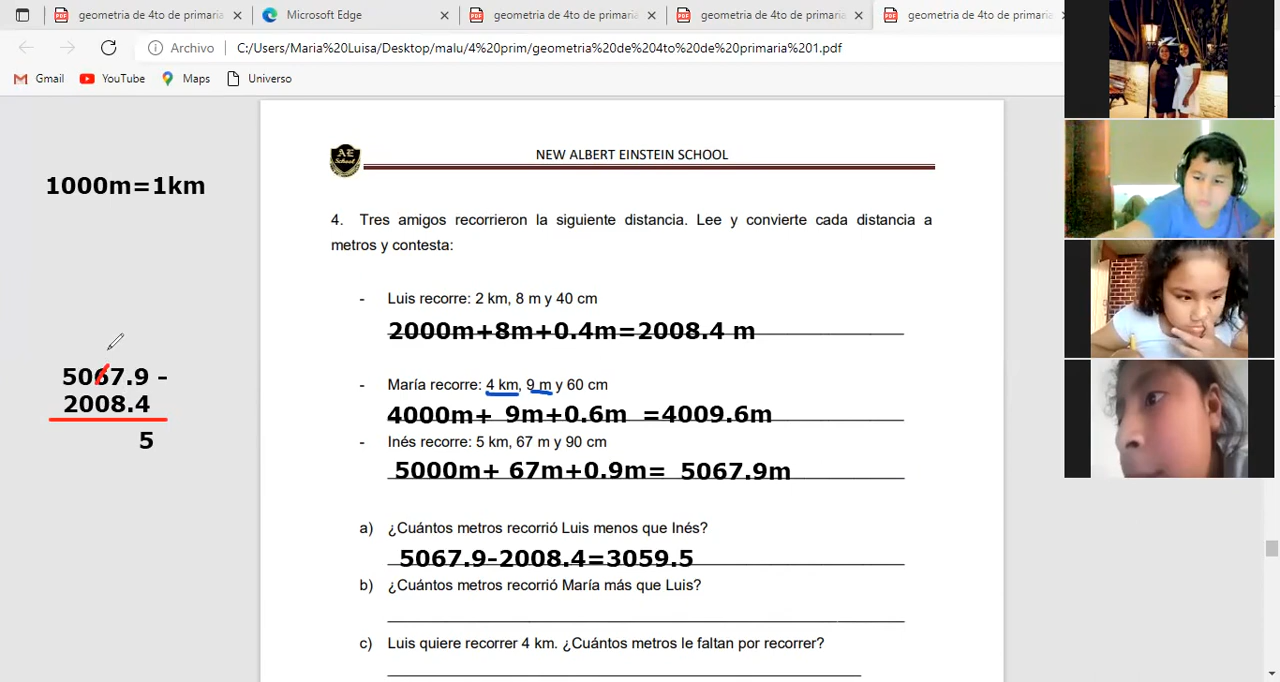 geometria de 4to de primaria
Microsoft Edge
geometria de 4to de primaria
geometria de 4to de primaria
geometria de 4to de primaria
Archivo
C:/Users/Maria%20Luisa/Desktop/malu/4%20prim/geometria%20de%204to%20de%20primaria%201.pdf
Gmail
YouTube
Maps
Universo
AE
School
NEW ALBERT EINSTEIN SCHOOL
1000m=1km
4. Tres amigos recorrieron la siguiente distancia. Lee y convierte cada distancia a
metros y contesta:
- Luis recorre: 2 km, 8 m y 40 cm
2000m+8m+0.4m=2008.4 m
5067.9 -
2008.4
5
- María recorre: 4 km, 9 m y 60 cm
4000m+ 9m+0.6m =4009.6m
- Inés recorre: 5 km, 67 m y 90 cm
5000m+ 67m+0.9m= 5067.9m
a) ¿Cuántos metros recorrió Luis menos que Inés?
5067.9-2008.4=3059.5
b) ¿Cuántos metros recorrió María más que Luis?
c) Luis quiere recorrer 4 km. ¿Cuántos metros le faltan por recorrer?